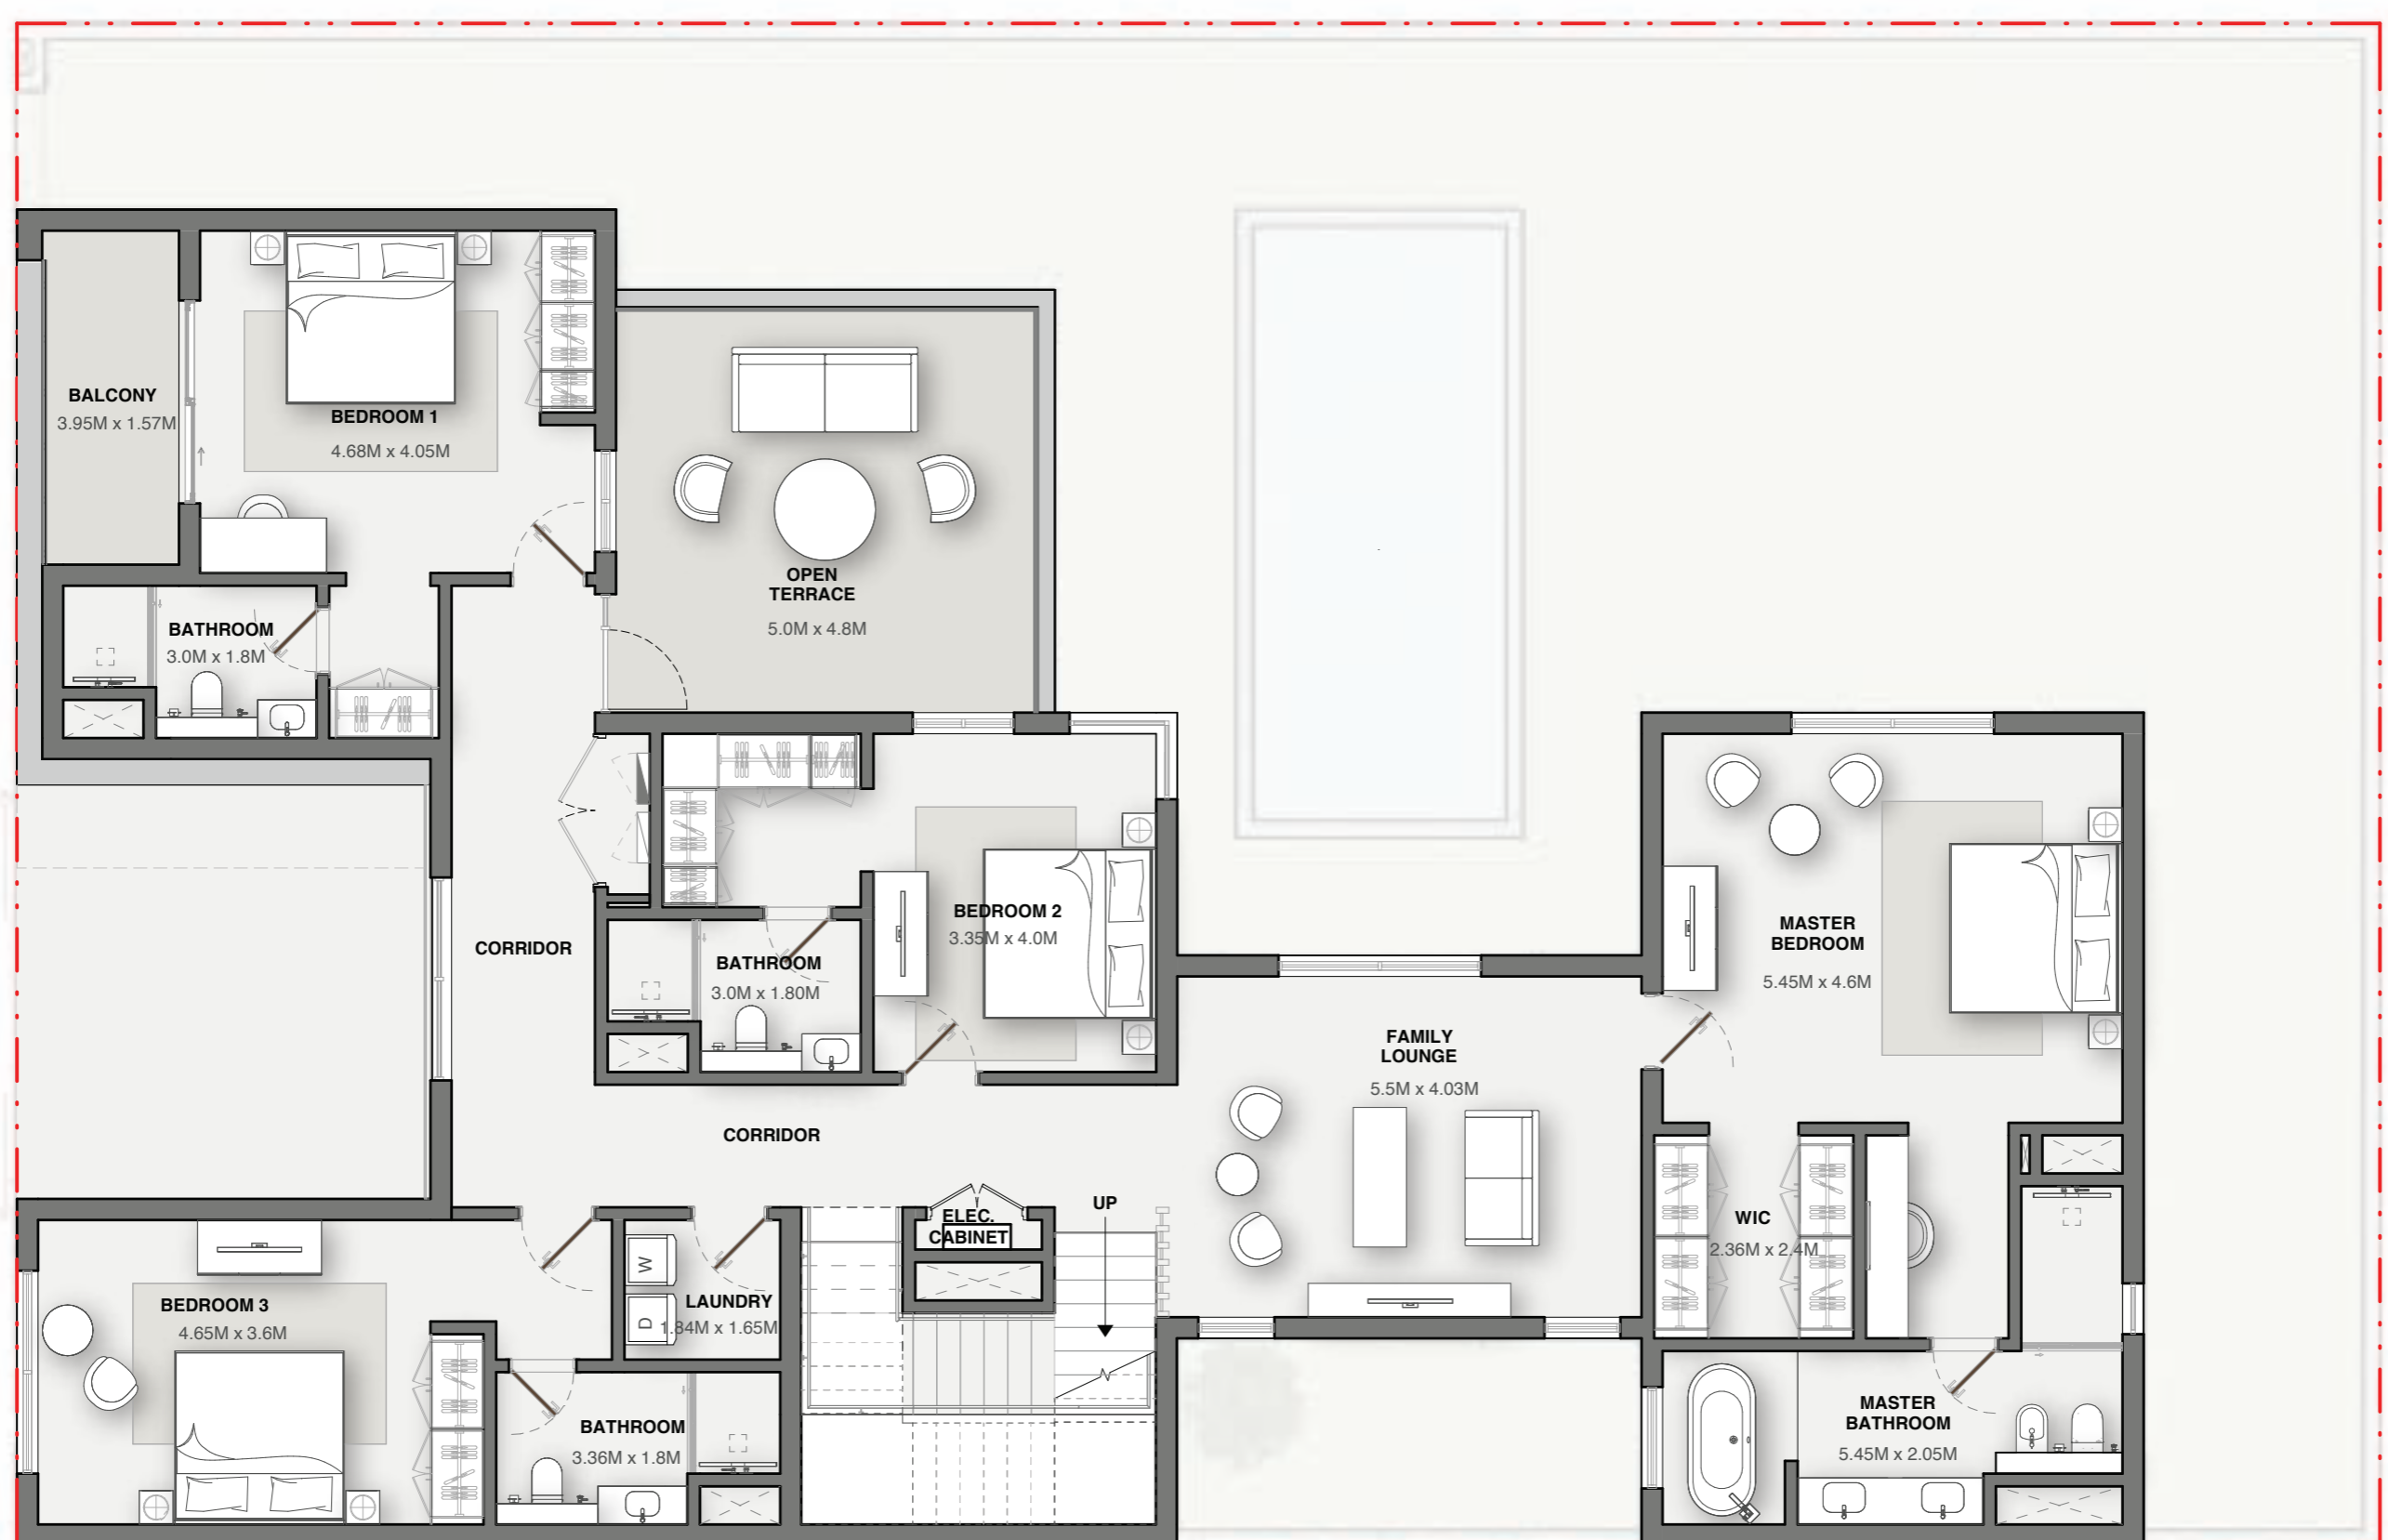 BALCONY
3.95M x 1.57M
BEDROOM 1
4.68M x 4.05M
OPEN
TERRACE
5.0M x 4.8M
BATHROOM
3.0M x 1.8M
CORRIDOR
BEDROOM 2
3.35M x 4.0M
BATHROOM
3.0M x 1.80M
MASTER
BEDROOM
5.45M x 4.6M
FAMILY
LOUNGE
5.5M x 4.03M
CORRIDOR
UP
ELEC.
CABINET
WIC
2.36M x 2.4M
W
D
LAUNDRY
1.84M x 1.65M
BEDROOM 3
4.65M x 3.6M
BATHROOM
3.36M x 1.8M
MASTER
BATHROOM
5.45M x 2.05M